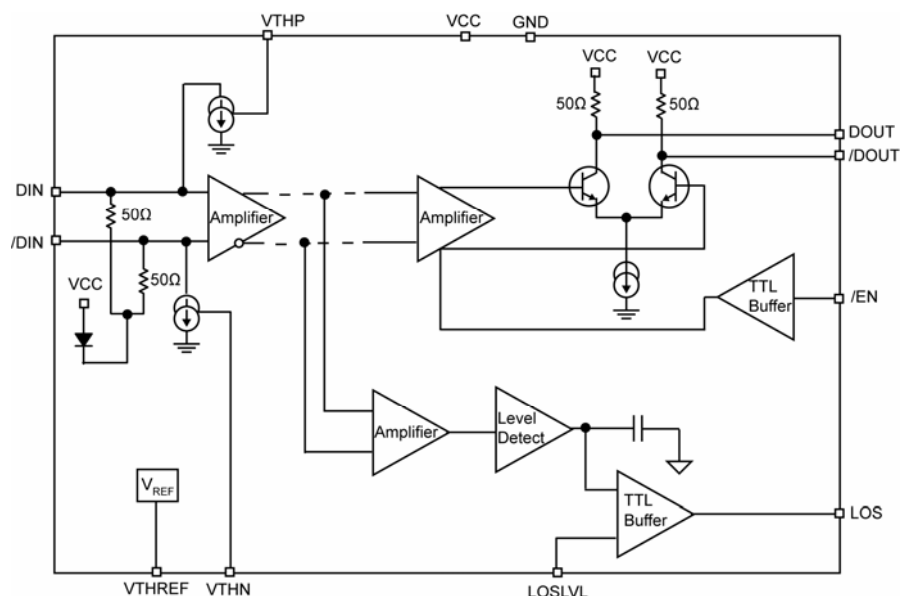 VTHP
VCC
GND
VCC
VCC
50Ω
50Ω
DOUT
/DOUT
DIN
50Ω
Amplifier
Amplifier
/DIN
50Ω
VCC
TTL
Buffer
/EN
Amplifier
Level
Detect
VREF
TTL
Buffer
LOS
VTHREF
VTHN
LOSLVL